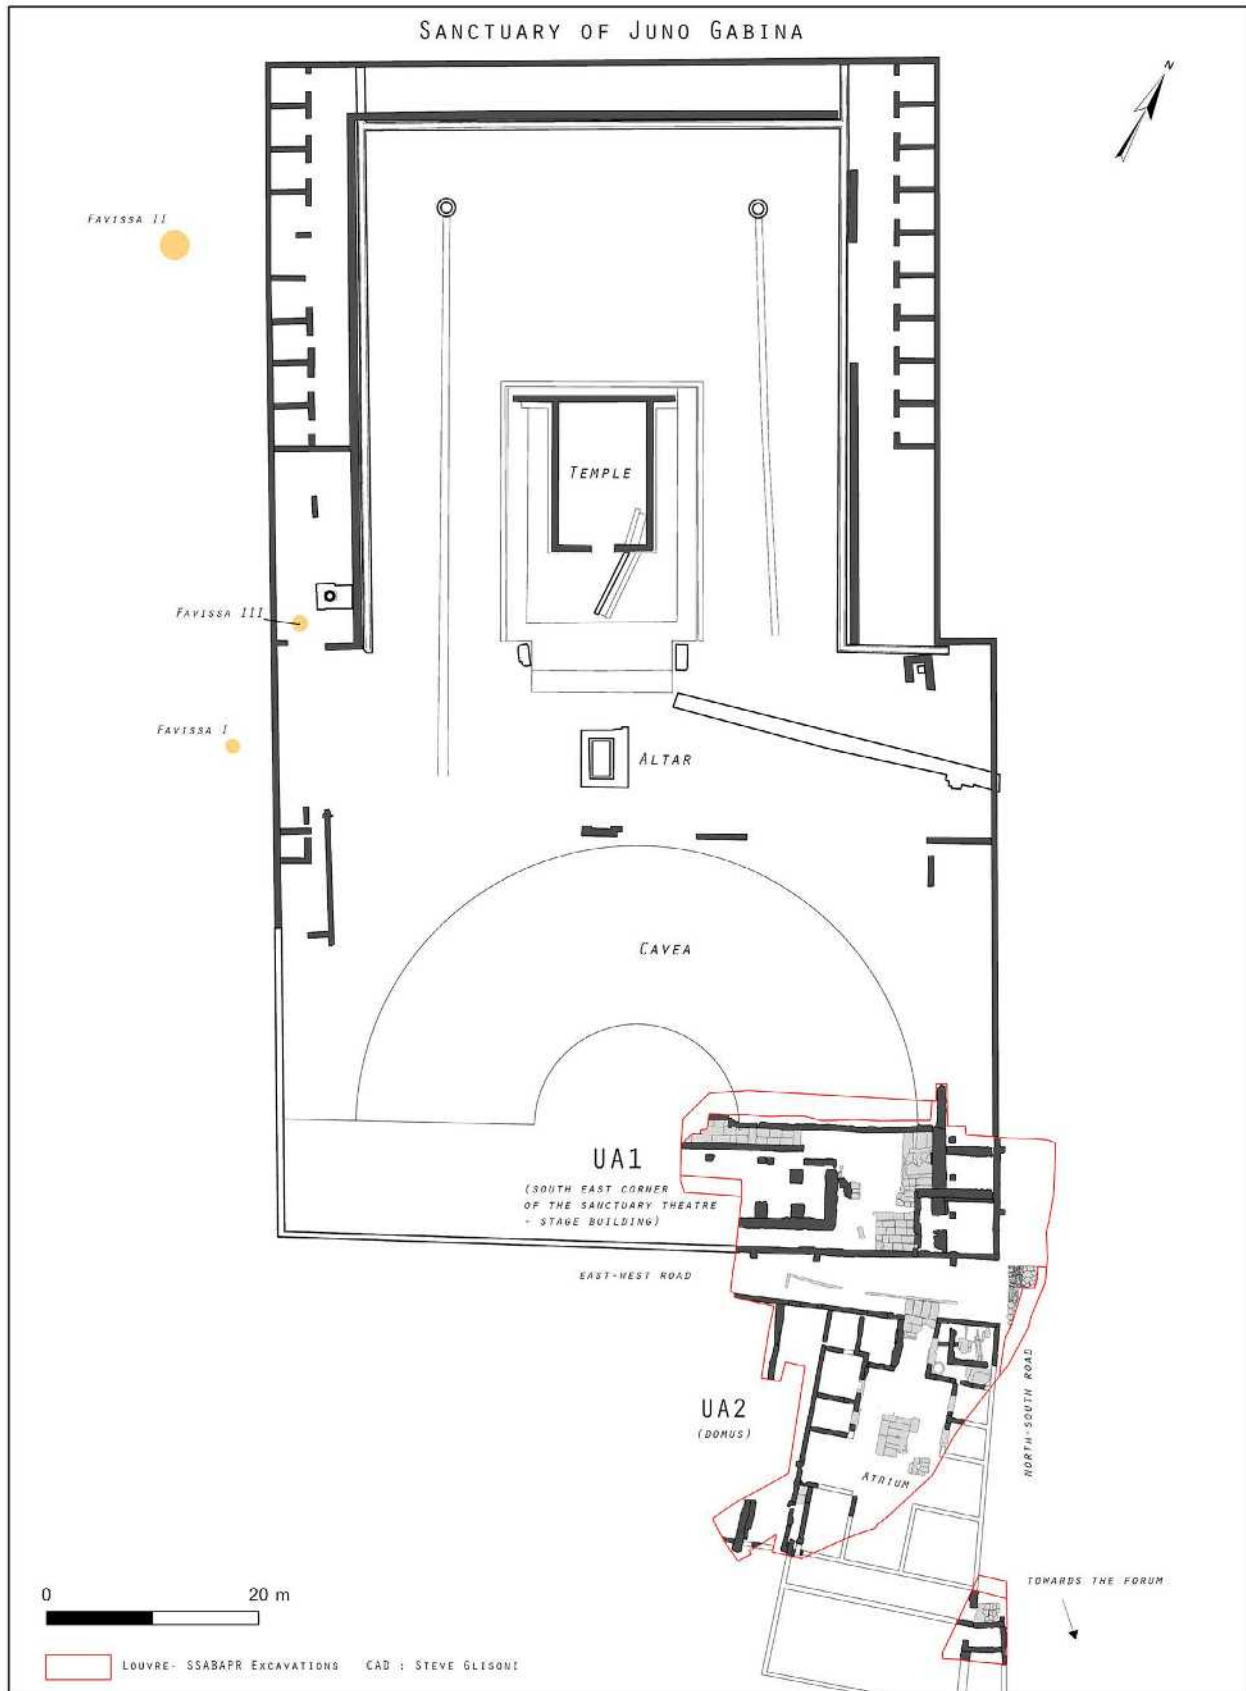 SANCTUARY OF JUNO GABINA
N
FAVISSA II
TEMPLE
FAVISSA III
FAVISSA I
ALTAR
CAVEA
UA1
(SOUTH EAST CORNER
OF THE SANCTUARY THEATRE
- STAGE BUILDING)
EAST-WEST ROAD
NORTH-SOUTH ROAD
UA2
(DOMUS)
ATRIUM
TOWARDS THE FORUM
0 20 m
LOUVRE- SSABAPR EXCAVATIONS CAD : STEVE GLISONI